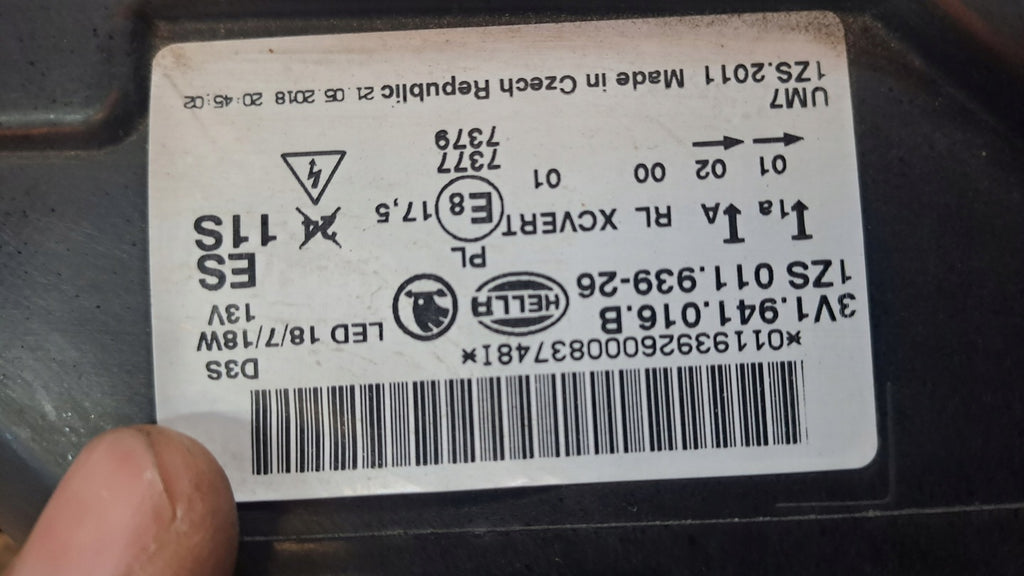 *01193926000837481I*
D3S
3V1.941.016.B HELLA LED 18/7/18W
1ZS 011.939-26 13V
PL ES
1a A RL XCVERT E8 17,5 24 11S
01 02 00 01 7377
7379
UM7
1ZS.2011 Made in Czech Republic 21.05.2018 20:45:02